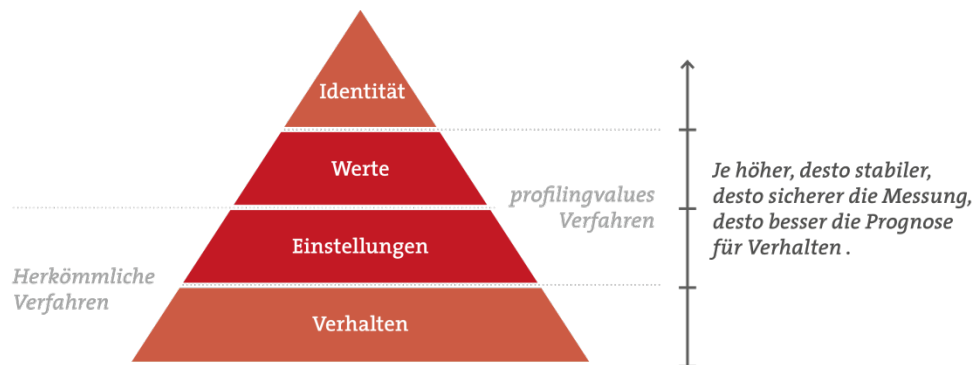 Identität
Werte
Einstellungen
Verhalten
Herkömmliche
Verfahren
profilingvalues
Verfahren
Je höher, desto stabiler,
desto sicherer die Messung,
desto besser die Prognose
für Verhalten .